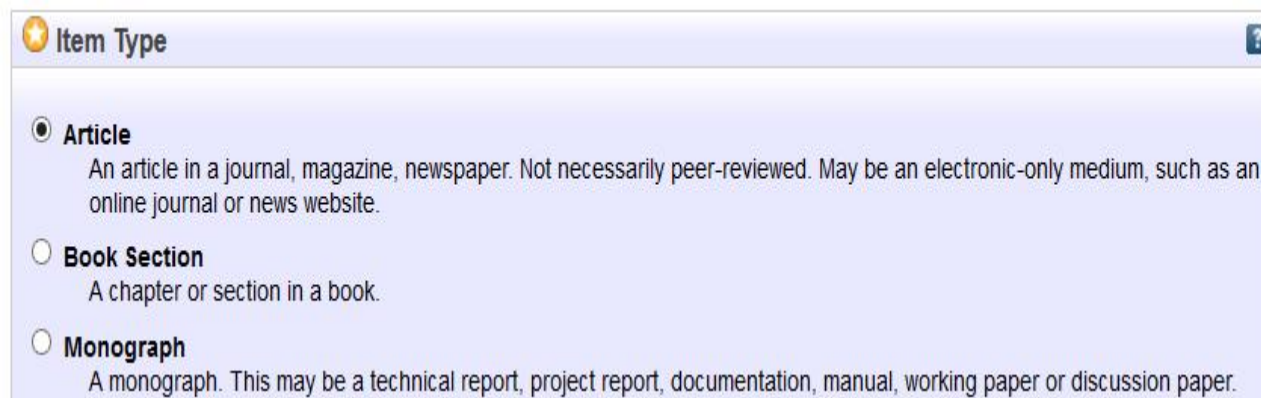 Item Type
?
Article
An article in a journal, magazine, newspaper. Not necessarily peer-reviewed. May be an electronic-only medium, such as an
online journal or news website.
Book Section
A chapter or section in a book.
Monograph
A monograph. This may be a technical report, project report, documentation, manual, working paper or discussion paper.